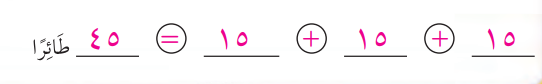 ١٥ + ١٥ + ١٥ = ٤٥ طَائِرًا